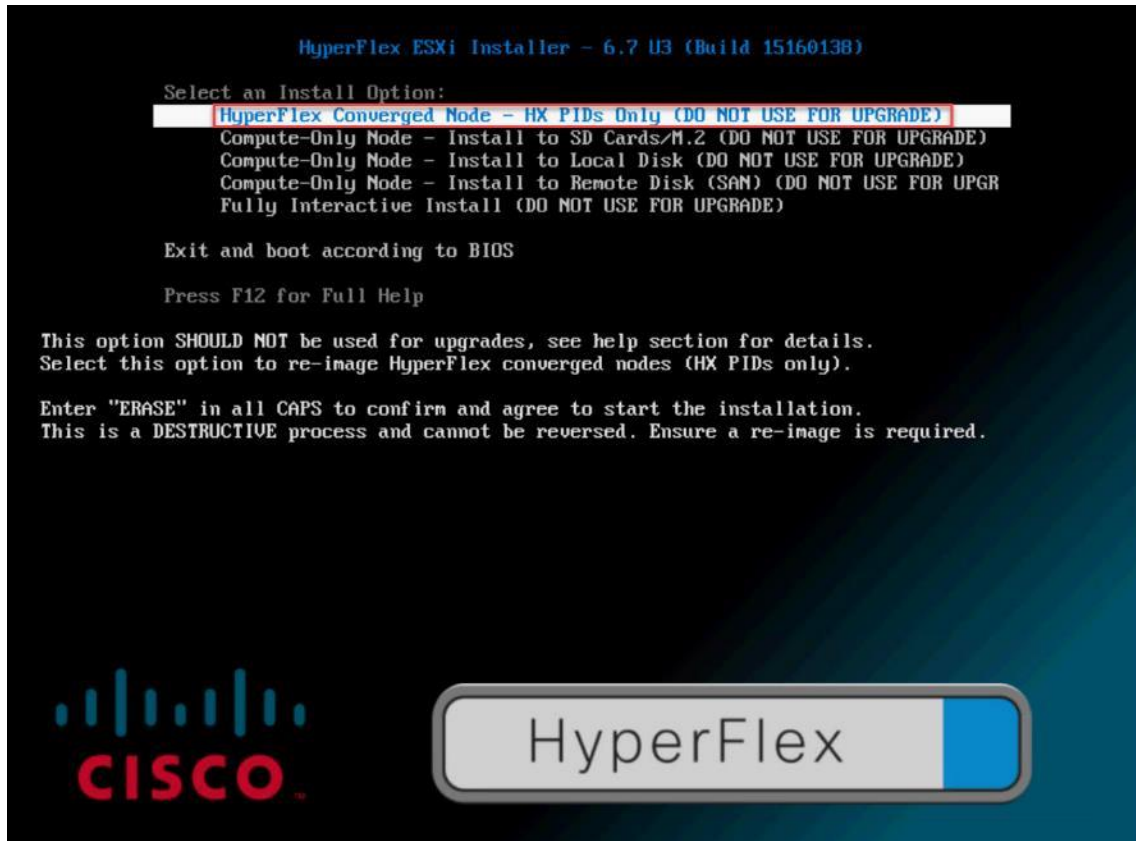 HyperFlex ESXi Installer - 6.7 U3 (Build 15160138)
Select an Install Option:
HyperFlex Converged Node - HX PIDs Only (DO NOT USE FOR UPGRADE)
Compute-Only Node - Install to SD Cards/M.2 (DO NOT USE FOR UPGRADE)
Compute-Only Node - Install to Local Disk (DO NOT USE FOR UPGRADE)
Compute-Only Node - Install to Remote Disk (SAN) (DO NOT USE FOR UPGR
Fully Interactive Install (DO NOT USE FOR UPGRADE)
Exit and boot according to BIOS
Press F12 for Full Help
This option SHOULD NOT be used for upgrades, see help section for details.
Select this option to re-image HyperFlex converged nodes (HX PIDs only).
Enter "ERASE" in all CAPS to confirm and agree to start the installation.
This is a DESTRUCTIVE process and cannot be reversed. Ensure a re-image is required.
CISCO
HyperFlex